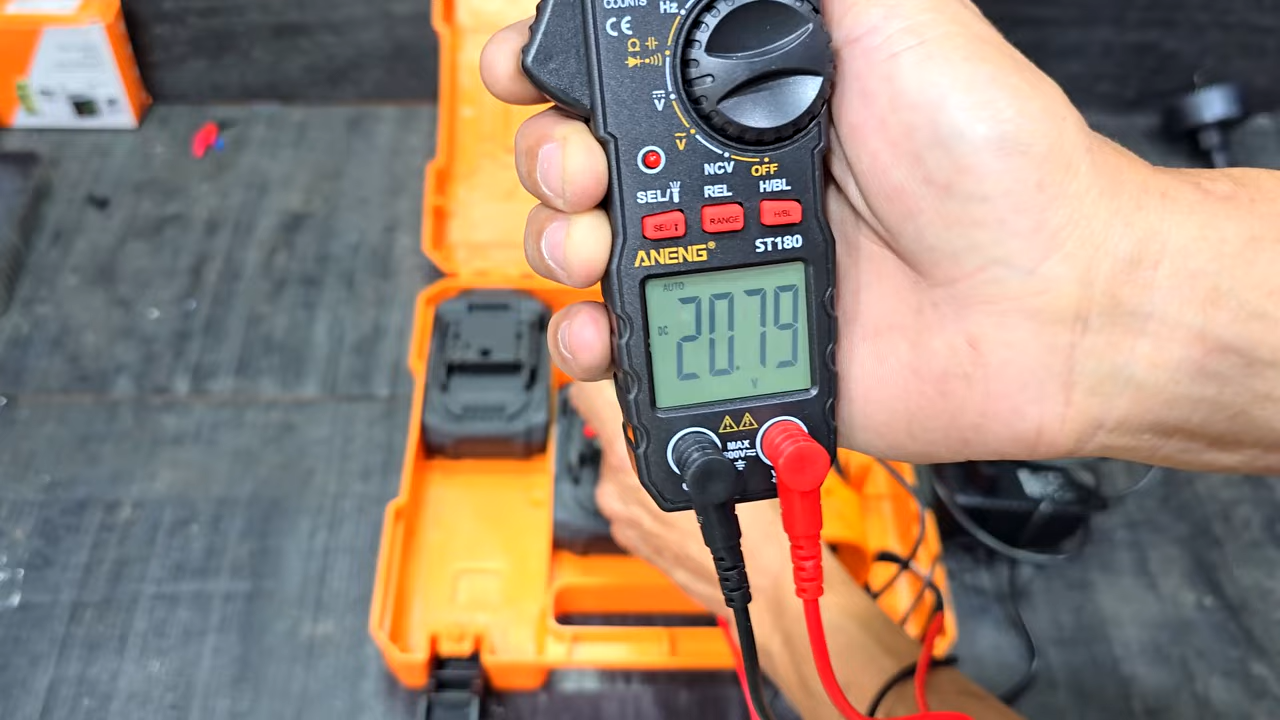 COUNTS
Hz
CE
Ω
V
V
NCV
OFF
SEL/
REL
H/BL
SEL/
RANGE
H/BL
ANENG®
ST180
AUTO
DC
20.79
V
MAX
600V